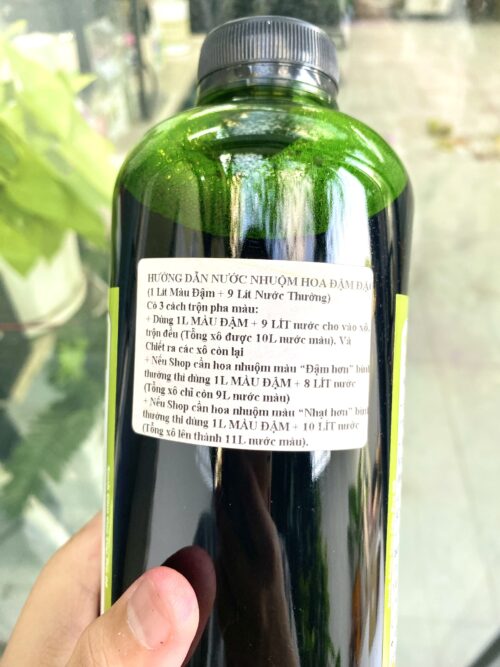 HƯỚNG DẪN NƯỚC NHUỘM HOA ĐẬM ĐẶ
(1 Lít Màu Đậm + 9 Lít Nước Thường)
Có 3 cách trộn pha màu:
+ Dùng 1L MÀU ĐẬM + 9 LÍT nước cho vào xô,
trộn đều (Tổng xô được 10L nước màu). Và
Chiết ra các xô còn lại
+ Nếu Shop cần hoa nhuộm màu "Đậm hơn" bình
thường thì dùng 1L MÀU ĐẬM + 8 LÍT nước
(Tổng xô chỉ còn 9L nước màu)
+ Nếu Shop cần hoa nhuộm màu "Nhạt hơn" bình
thường thì dùng 1L MÀU ĐẬM + 10 LÍT nước
(Tổng xô lên thành 11L nước màu).